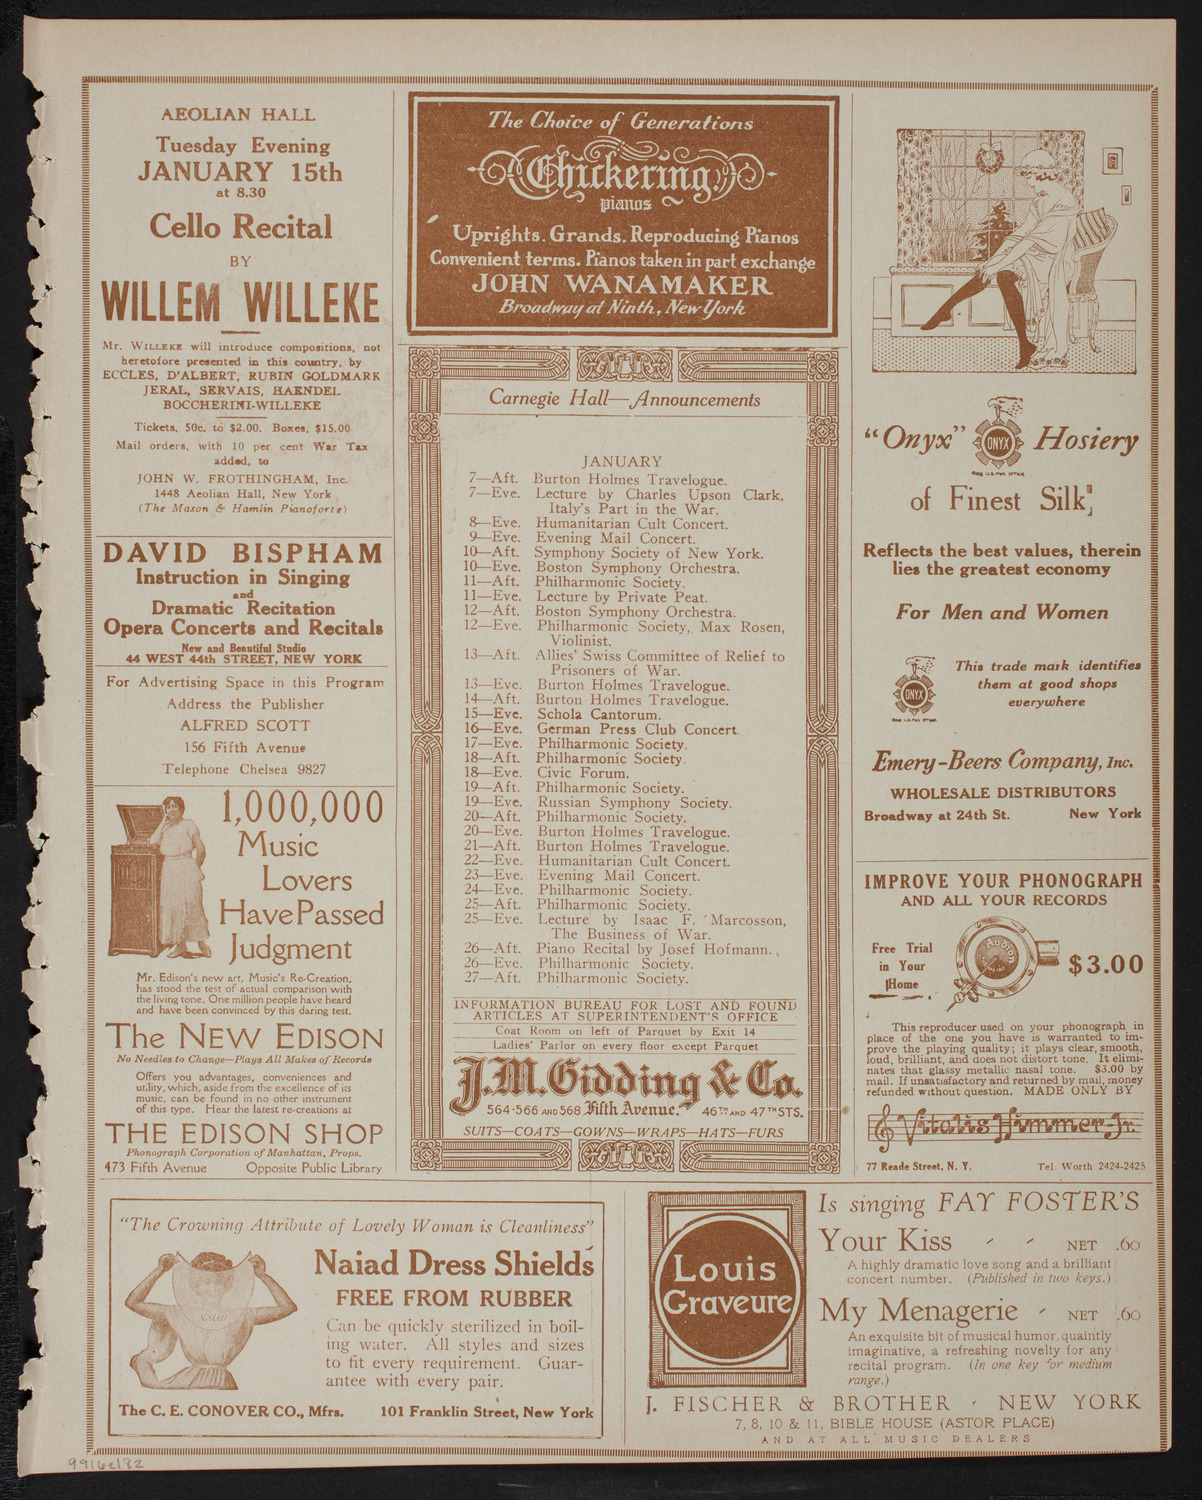 AEOLIAN HALL
Tuesday Evening
JANUARY 15th
at 8.30
Cello Recital
BY
WILLEM WILLEKE
Mr. WILLEKE will introduce compositions, not
heretofore presented in this country, by
ECCLES, D'ALBERT, RUBIN GOLDMARK
JERAL, SERVAIS, HAENDEL
BOCCHERINI-WILLEKE
Tickets, 50c. to $2.00. Boxes, $15.00
Mail orders, with 10 per cent War Tax
added, to
JOHN W. FROTHINGHAM, Inc.
1448 Aeolian Hall, New York
(The Mason & Hamlin Pianoforte)
DAVID BISPHAM
Instruction in Singing
and
Dramatic Recitation
Opera Concerts and Recitals
New and Beautiful Studio
44 WEST 44th STREET, NEW YORK
For Advertising Space in this Program
Address the Publisher
ALFRED SCOTT
156 Fifth Avenue
Telephone Chelsea 9827
1,000,000
Music
Lovers
Have Passed
Judgment
Mr. Edison's new art, Music's Re-Creation,
has stood the test of actual comparison with
the living tone. One million people have heard
and have been convinced by this daring test.
The NEW EDISON
No Needles to Change—Plays All Makes of Records
Offers you advantages, conveniences and
utility, which, aside from the excellence of its
music, can be found in no other instrument
of this type. Hear the latest re-creations at
THE EDISON SHOP
Phonograph Corporation of Manhattan, Props.
473 Fifth Avenue Opposite Public Library
The Choice of Generations
Chickering
pianos
Uprights. Grands. Reproducing Pianos
Convenient terms. Pianos taken in part exchange
JOHN WANAMAKER
Broadway at Ninth, New York
Carnegie Hall—Announcements
JANUARY
7—Aft. Burton Holmes Travelogue.
7—Eve. Lecture by Charles Upson Clark,
Italy's Part in the War.
8—Eve. Humanitarian Cult Concert.
9—Eve. Evening Mail Concert.
10—Aft. Symphony Society of New York.
10—Eve. Boston Symphony Orchestra.
11—Aft. Philharmonic Society.
11—Eve. Lecture by Private Peat.
12—Aft. Boston Symphony Orchestra.
12—Eve. Philharmonic Society, Max Rosen,
Violinist.
13—Aft. Allies' Swiss Committee of Relief to
Prisoners of War.
13—Eve. Burton Holmes Travelogue.
14—Aft. Burton Holmes Travelogue.
15—Eve. Schola Cantorum.
16—Eve. German Press Club Concert.
17—Eve. Philharmonic Society.
18—Aft. Philharmonic Society.
18—Eve. Civic Forum.
19—Aft. Philharmonic Society.
19—Eve. Russian Symphony Society.
20—Aft. Philharmonic Society.
20—Eve. Burton Holmes Travelogue.
21—Aft. Burton Holmes Travelogue.
22—Eve. Humanitarian Cult Concert.
23—Eve. Evening Mail Concert.
24—Eve. Philharmonic Society.
25—Aft. Philharmonic Society.
25—Eve. Lecture by Isaac F. Marcosson,
The Business of War.
26—Aft. Piano Recital by Josef Hofmann.
26—Eve. Philharmonic Society.
27—Aft. Philharmonic Society.
INFORMATION BUREAU FOR LOST AND FOUND
ARTICLES AT SUPERINTENDENT'S OFFICE
Coat Room on left of Parquet by Exit 14
Ladies' Parlor on every floor except Parquet
J.M. Gidding & Co.
564-566 AND 568 Fifth Avenue. 46TH AND 47TH STS.
SUITS—COATS—GOWNS—WRAPS—HATS—FURS
"Onyx" ONYX Hosiery
REG. U.S. PAT. OFFICE
of Finest Silk
Reflects the best values, therein
lies the greatest economy
For Men and Women
ONYX
REG. U.S. PAT. OFFICE
This trade mark identifies
them at good shops
everywhere
Emery-Beers Company, Inc.
WHOLESALE DISTRIBUTORS
Broadway at 24th St. New York
IMPROVE YOUR PHONOGRAPH
AND ALL YOUR RECORDS
Free Trial
in Your
Home
Audion
$3.00
This reproducer used on your phonograph in
place of the one you have is warranted to im-
prove the playing quality; it plays clear, smooth,
loud, brilliant, and does not distort tone. It elimi-
nates that glassy metallic nasal tone. $3.00 by
mail. If unsatisfactory and returned by mail, money
refunded without question. MADE ONLY BY
Vitalis Himmer Jr.
77 Reade Street, N. Y. Tel. Worth 2424-2425
"The Crowning Attribute of Lovely Woman is Cleanliness"
NAIAD
Naiad Dress Shields
FREE FROM RUBBER
Can be quickly sterilized in boil-
ing water. All styles and sizes
to fit every requirement. Guar-
antee with every pair.
The C. E. CONOVER CO., Mfrs. 101 Franklin Street, New York
Louis
Graveure
Is singing FAY FOSTER'S
Your Kiss NET .60
A highly dramatic love song and a brilliant
concert number. (Published in two keys.)
My Menagerie NET .60
An exquisite bit of musical humor, quaintly
imaginative, a refreshing novelty for any
recital program. (In one key for medium
range.)
J. FISCHER & BROTHER NEW YORK
7, 8, 10 & 11, BIBLE HOUSE (ASTOR PLACE)
AND AT ALL MUSIC DEALERS